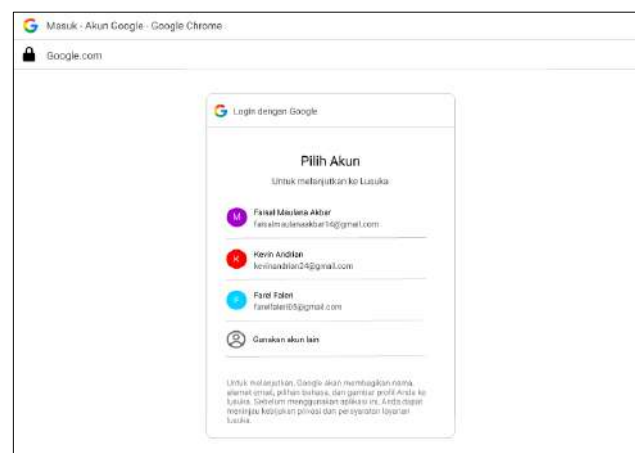 Masuk - Akun Google - Google Chrome
Google.com
Login dengan Google
Pilih Akun
Untuk melanjutkan ke Lusuka
M
Faisal Maulana Akbar
faisalmaulanaakbar14@gmail.com
K
Kevin Andrian
kevinandrian24@gmail.com
F
Farel Faleri
farelfaleri05@gmail.com
Gunakan akun lain
Untuk melanjutkan, Google akan membagikan nama,
alamat email, pilihan bahasa, dan gambar profil Anda ke
lusuka. Sebelum menggunakan aplikasi ini, Anda dapat
meninjau kebijakan privasi dan persyaratan layanan
lusuka.